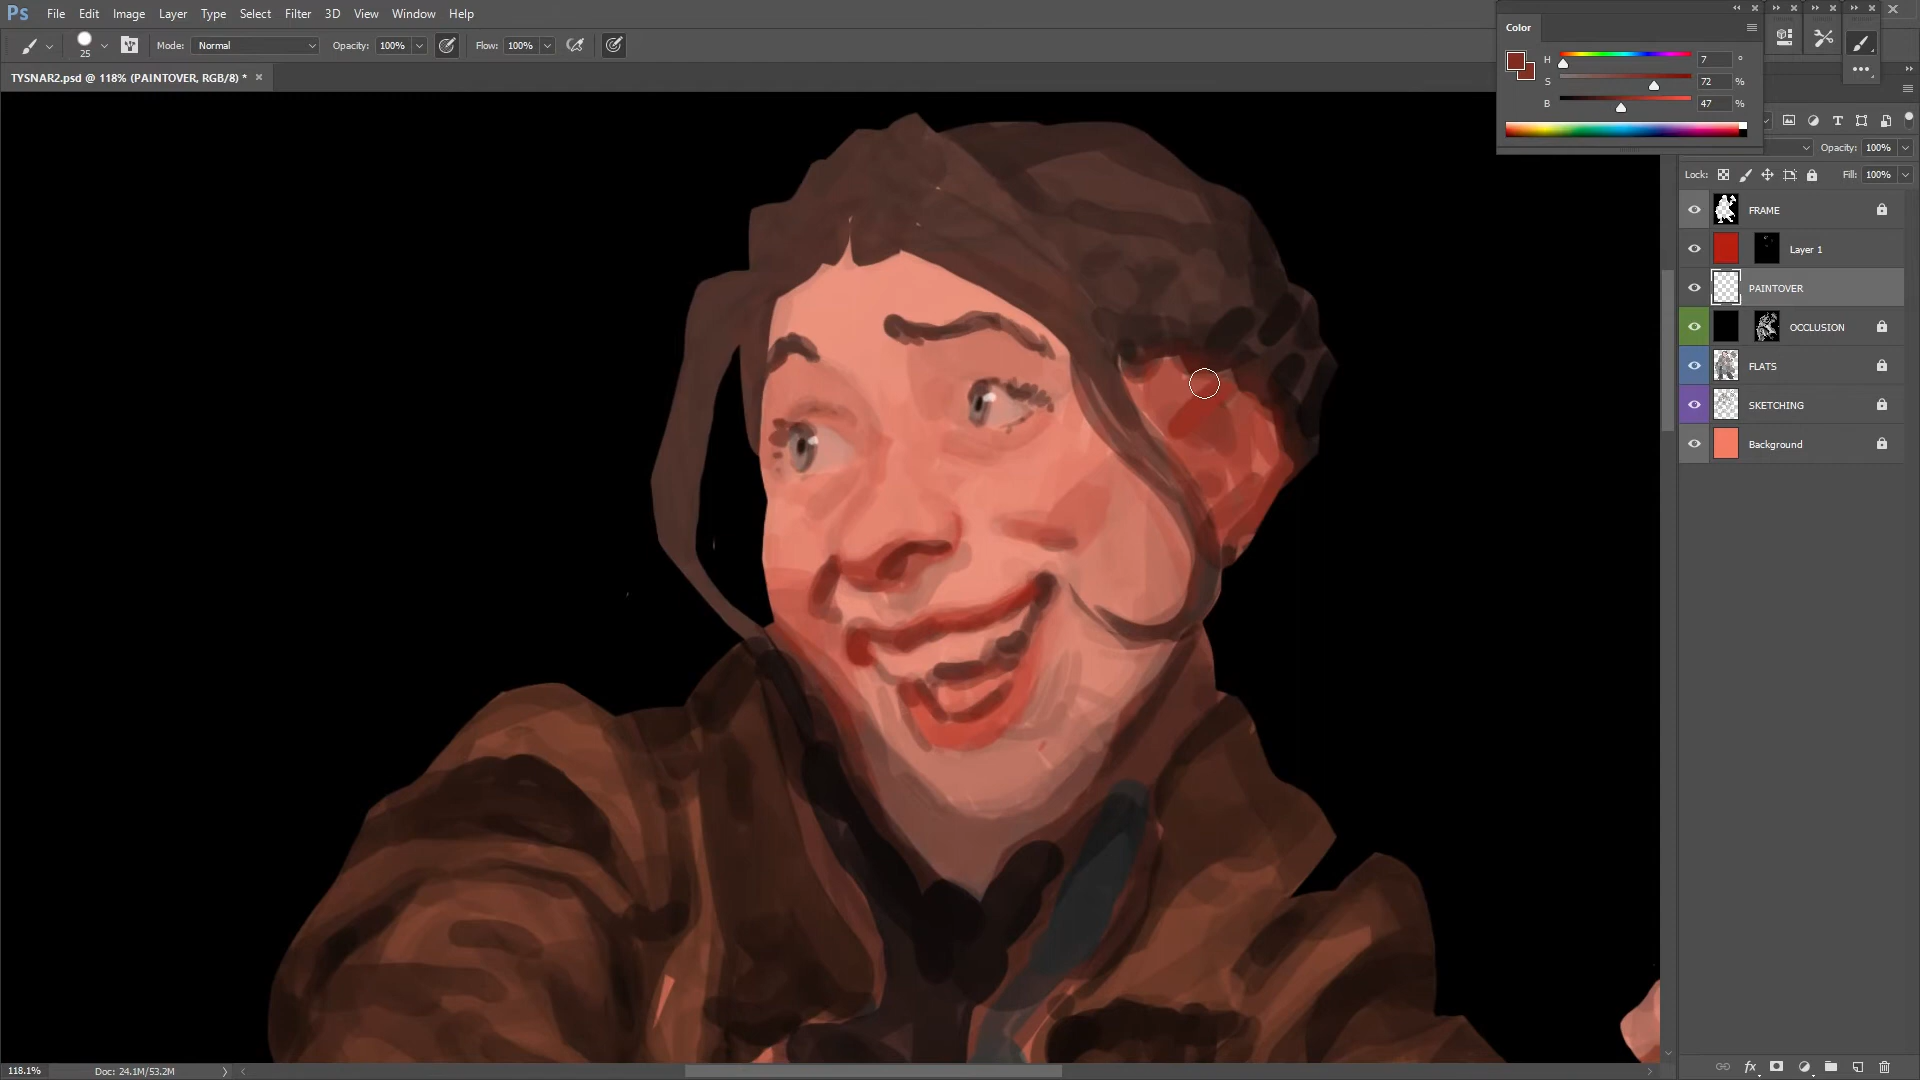 Ps File Edit Image Layer Type Select Filter 3D View Window Help
25 Mode: Normal Opacity: 100% Flow: 100%
TYSNAR2.psd @ 118% (PAINTOVER, RGB/8) *
Color
H 7 °
S 72 %
B 47 %
Opacity: 100%
Lock: Fill: 100%
FRAME
Layer 1
PAINTOVER
OCCLUSION
FLATS
SKETCHING
Background
118.1% Doc: 24.1M/53.2M
fx